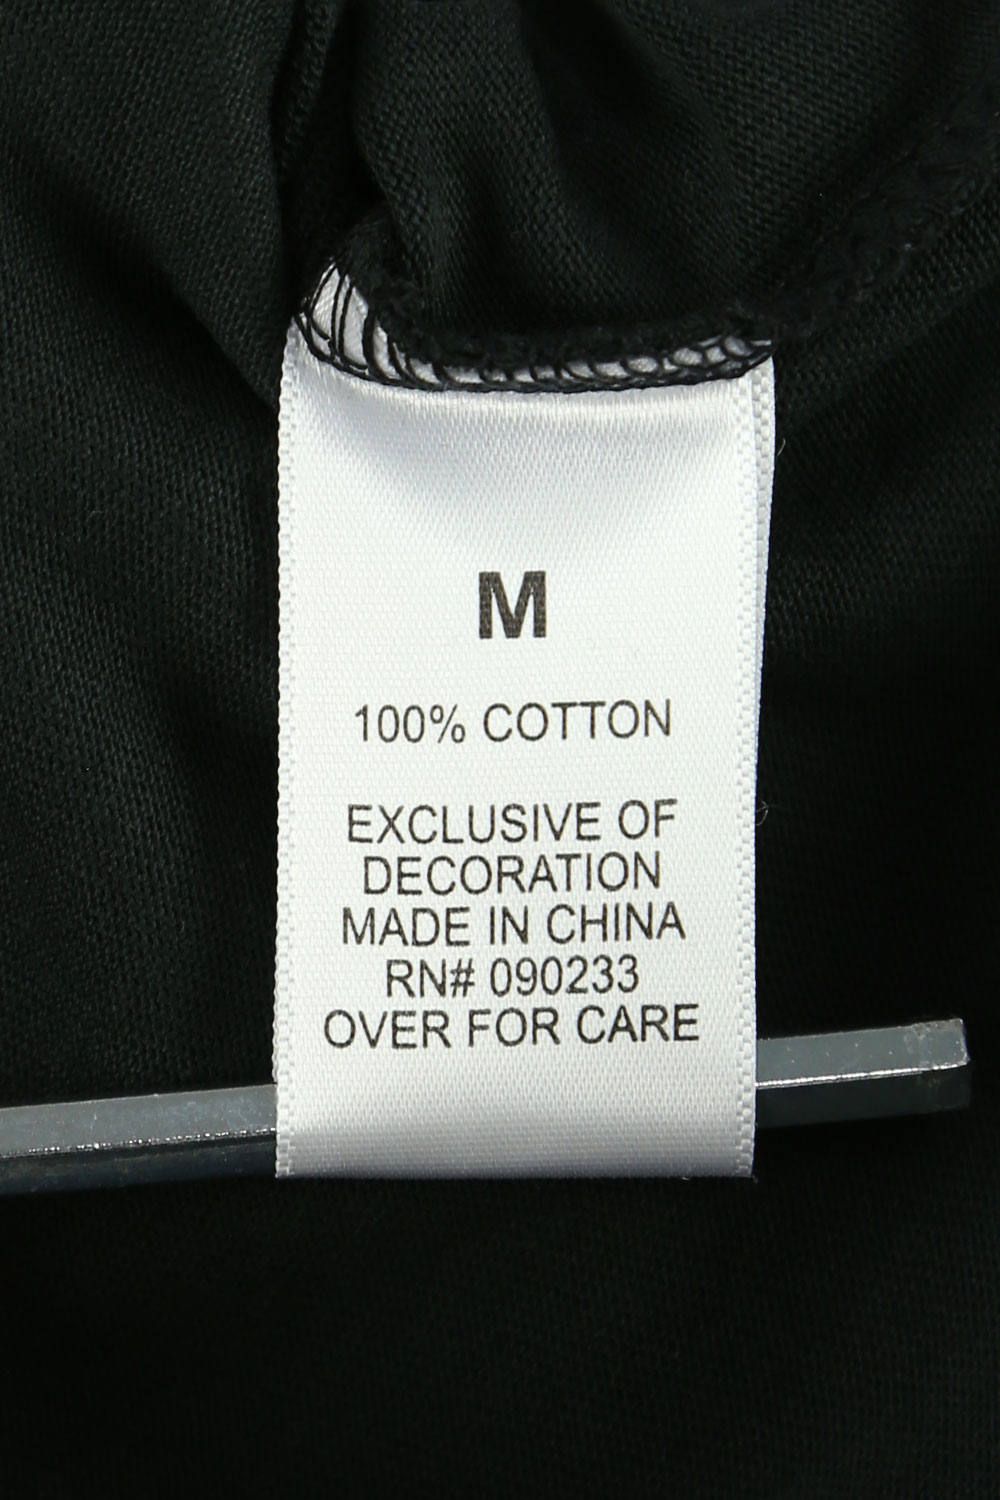 M
100% COTTON
EXCLUSIVE OF
DECORATION
MADE IN CHINA
RN# 090233
OVER FOR CARE